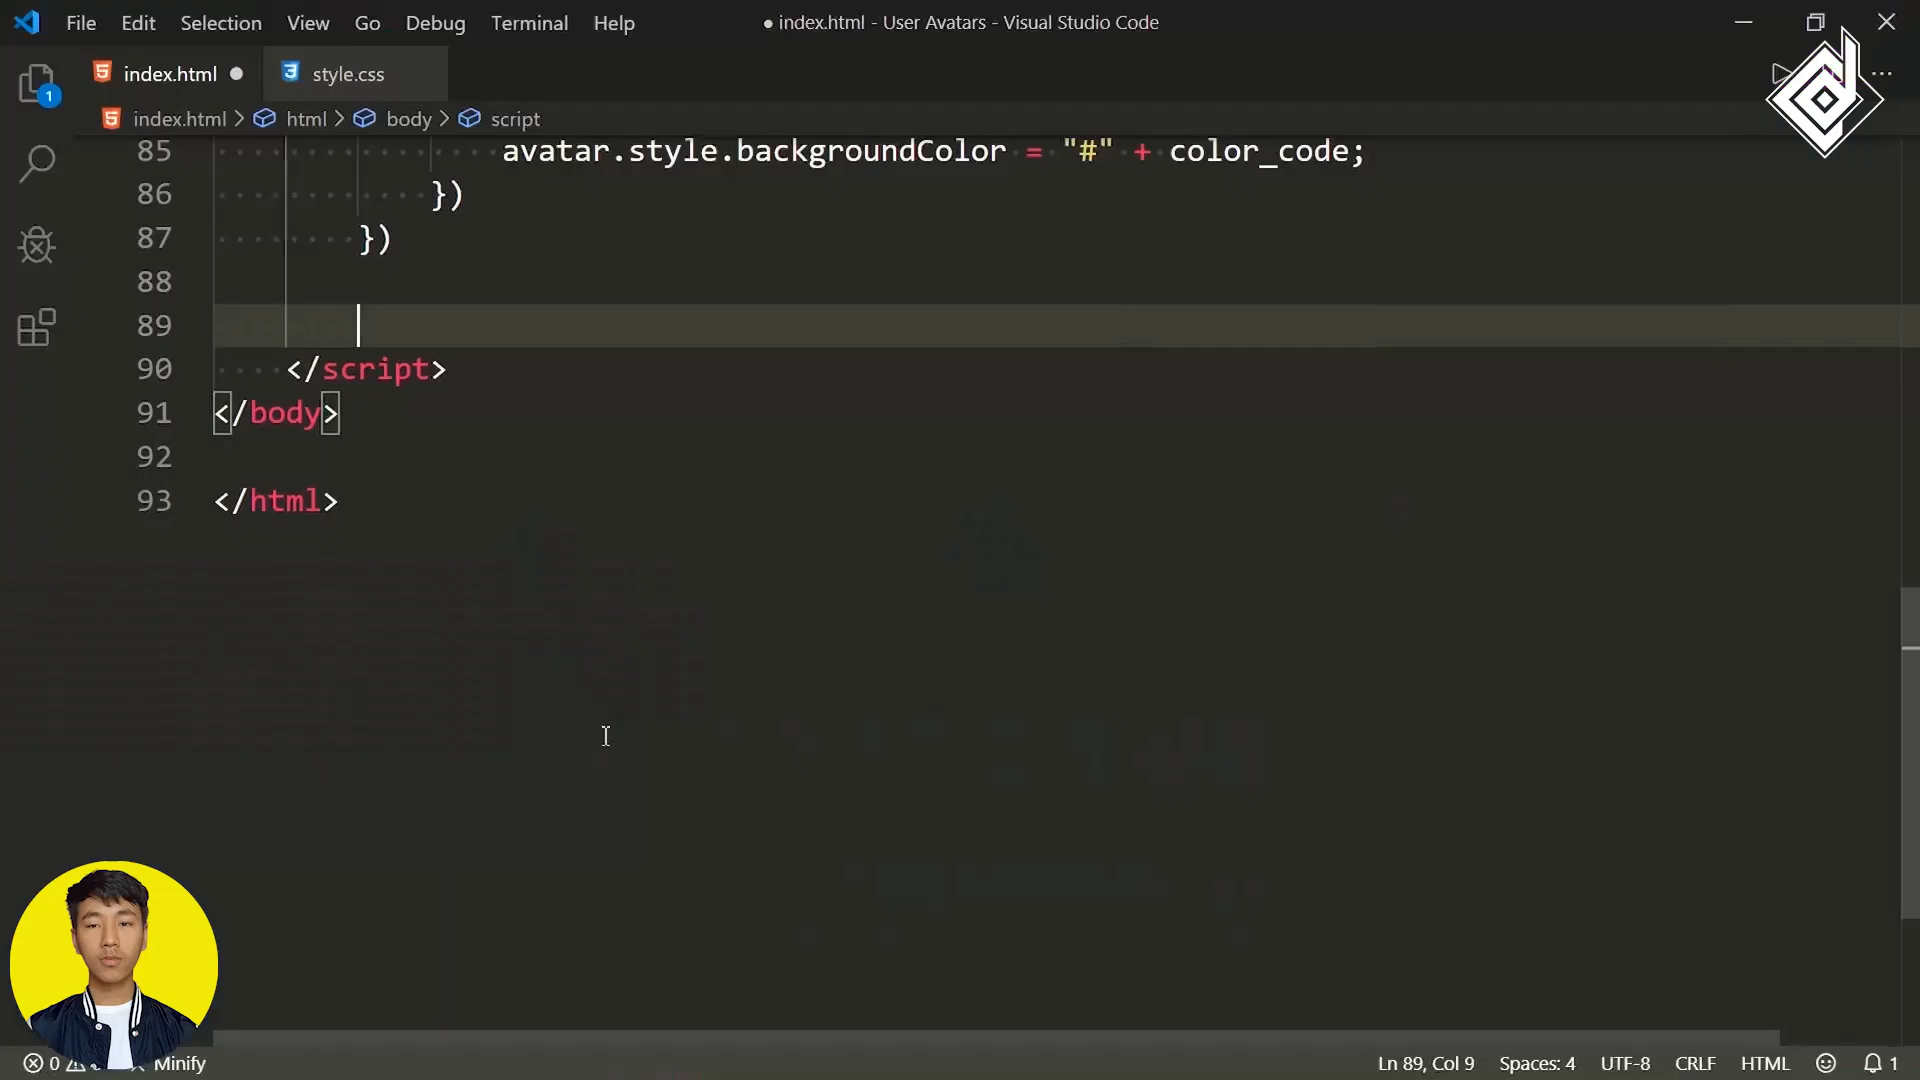 File Edit Selection View Go Debug Terminal Help ● index.html - User Avatars - Visual Studio Code
index.html ● style.css
1
index.html > html > body > script
85 avatar.style.backgroundColor = "#" + color_code;
86 })
87 })
88
89
90 </script>
91 </body>
92
93 </html>
0 Minify Ln 89, Col 9 Spaces: 4 UTF-8 CRLF HTML 1